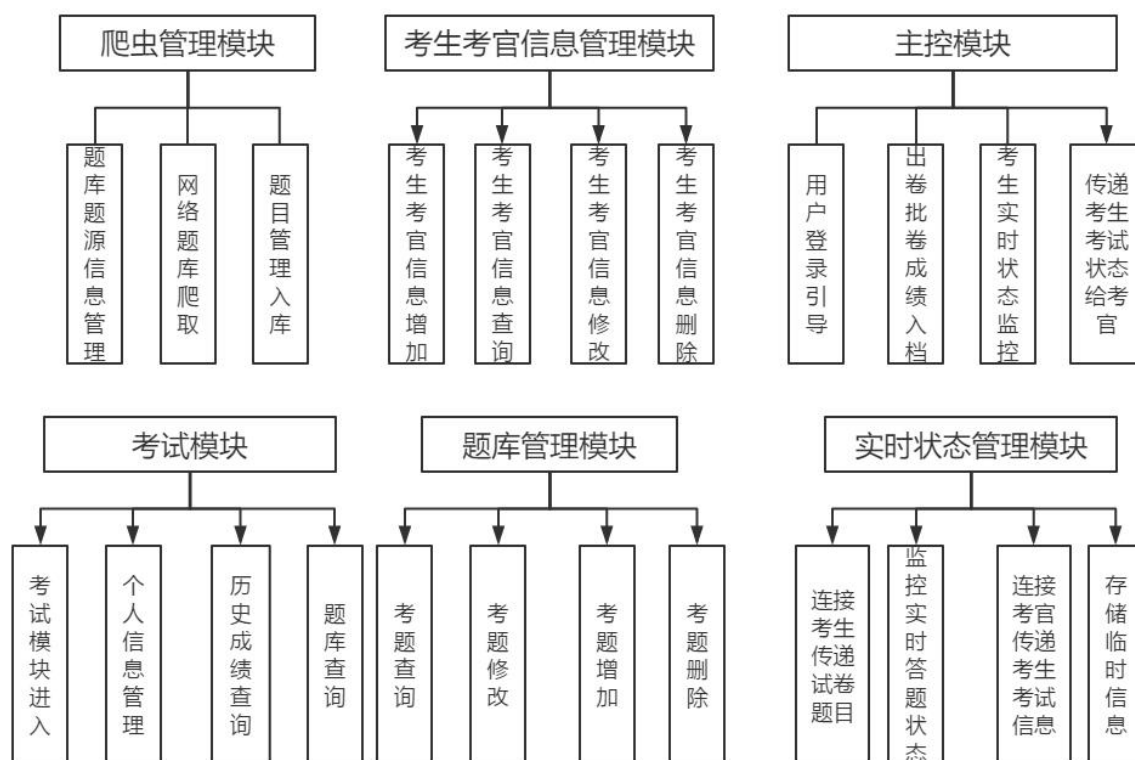 爬虫管理模块
考生考官信息管理模块
主控模块
题库题源信息管理
网络题库爬取
题目管理入库
考生考官信息增加
考生考官信息查询
考生考官信息修改
考生考官信息删除
用户登录引导
出卷批卷成绩入档
考生实时状态监控
传递考生考试状态给考官
考试模块
题库管理模块
实时状态管理模块
考试模块进入
个人信息管理
历史成绩查询
题库查询
考题查询
考题修改
考题增加
考题删除
连接考生传递试卷题目
监控实时答题状态
连接考官传递考生考试信息
存储临时信息